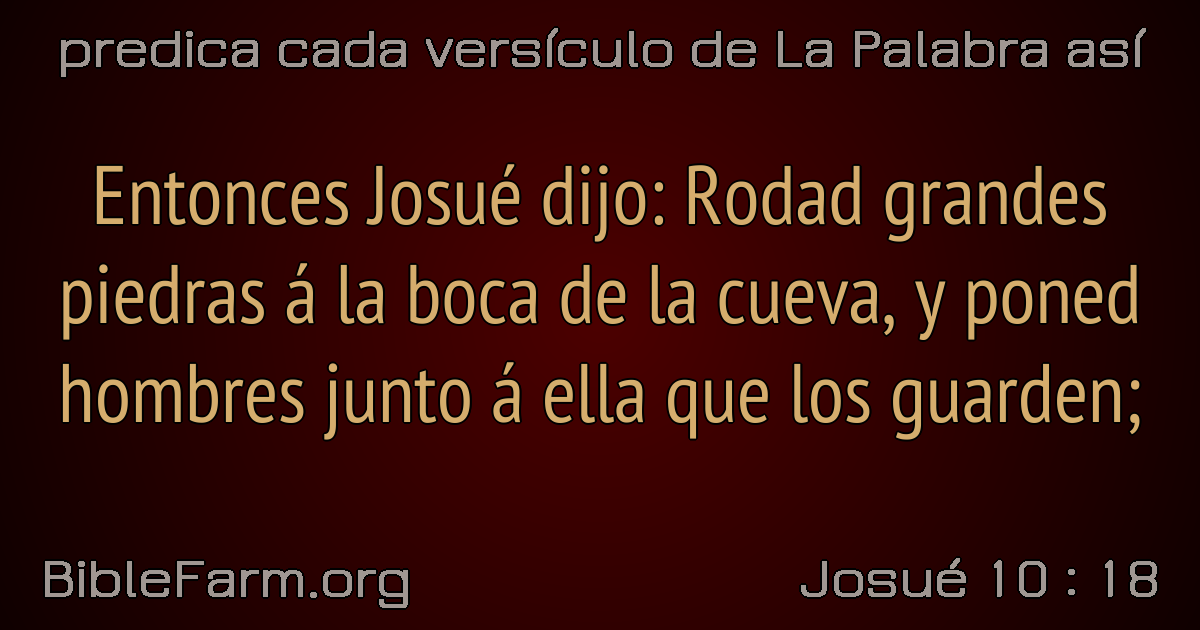 predica cada versículo de La Palabra así
Entonces Josué dijo: Rodad grandes
piedras á la boca de la cueva, y poned
hombres junto á ella que los guarden;
BibleFarm.org
Josué 10 : 18